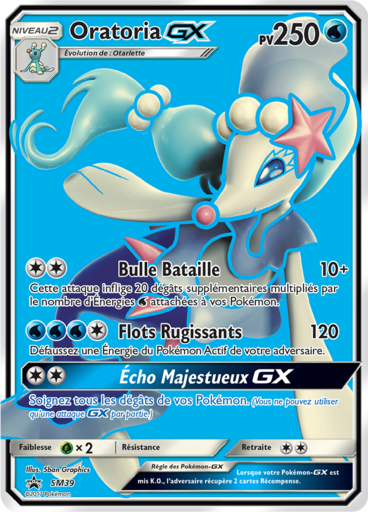 NIVEAU2 Oratoria GX PV250
Évolution de : Otarlette
Bulle Bataille 10+
Cette attaque inflige 20 dégâts supplémentaires multipliés par
le nombre d'Énergies attachées à vos Pokémon.
Flots Rugissants 120
Défaussez une Énergie du Pokémon Actif de votre adversaire.
Écho Majestueux GX
Soignez tous les dégâts de vos Pokémon. (Vous ne pouvez utiliser
qu'une attaque GX par partie.)
Faiblesse ×2 Résistance Retraite
Illus. 5ban Graphics
Règle des Pokémon-GX
Lorsque votre Pokémon-GX est
mis K.O., l'adversaire récupère 2 cartes Récompense.
SM39
©2017 Pokémon